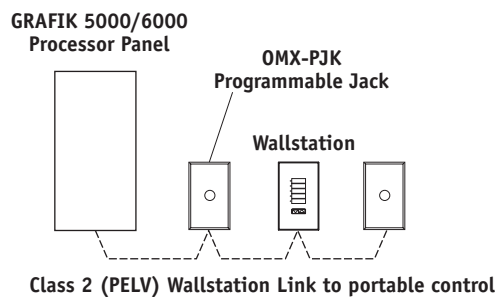 GRAFIK 5000/6000
Processor Panel
OMX-PJK
Programmable Jack
Wallstation
Class 2 (PELV) Wallstation Link to portable control